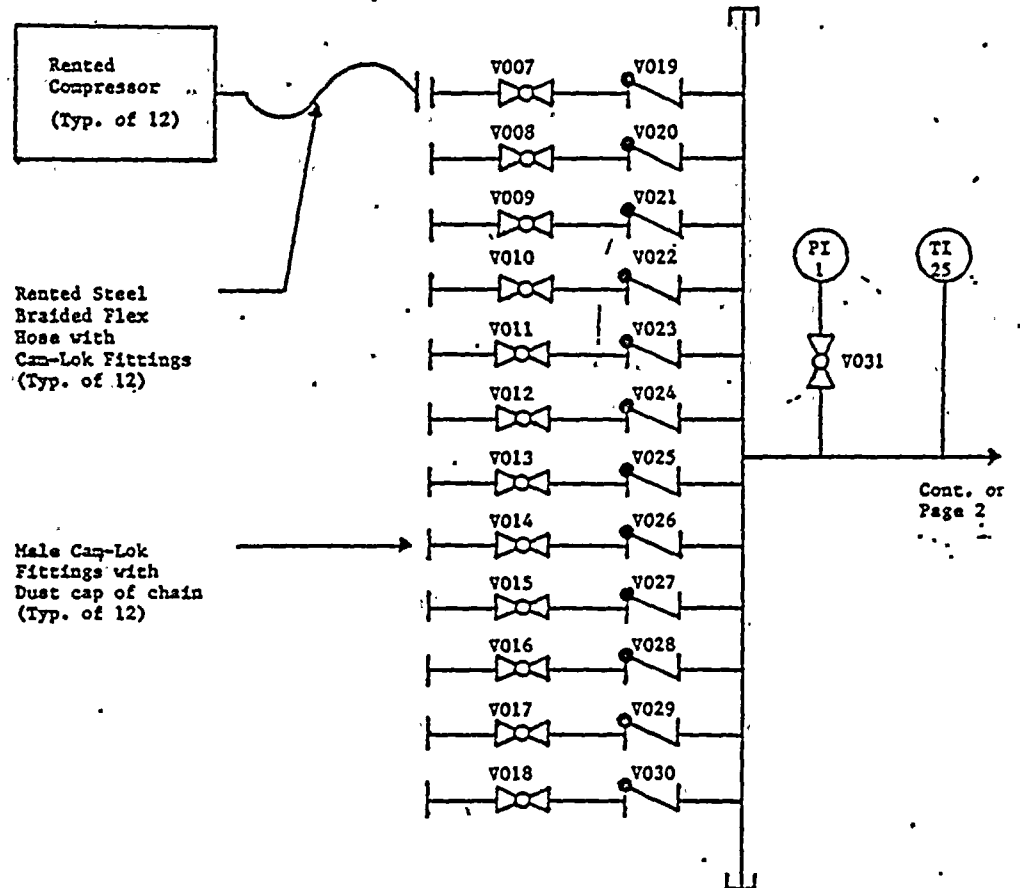 Rented
Compressor
(Typ. of 12)
V007 V019
V008 V020
V009 V021
V010 V022
V011 V023
V012 V024
V013 V025
V014 V026
V015 V027
V016 V028
V017 V029
V018 V030
PI
1
TI
25
V031
Cont. or
Page 2
Rented Steel
Braided Flex
Hose with
Cam-Lok Fittings
(Typ. of 12)
Male Cam-Lok
Fittings with
Dust cap of chain
(Typ. of 12)